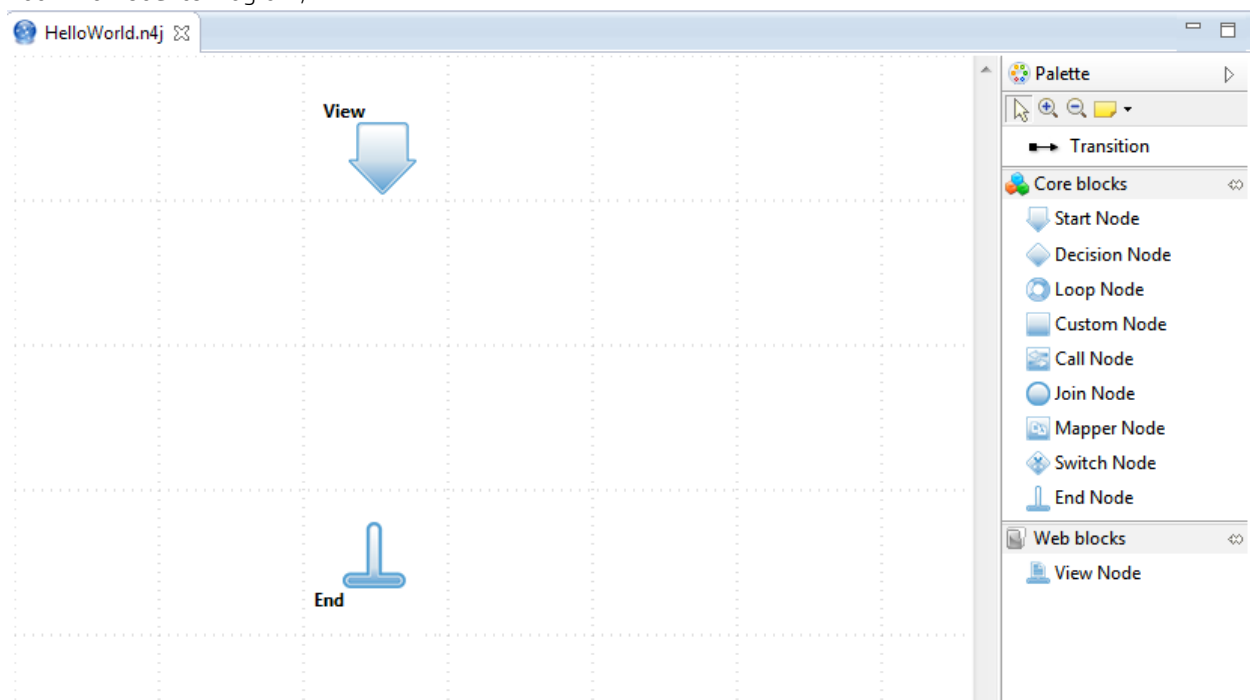 HelloWorld.n4j
Palette
View
Transition
Core blocks
Start Node
Decision Node
Loop Node
Custom Node
Call Node
Join Node
Mapper Node
Switch Node
End Node
End
Web blocks
View Node